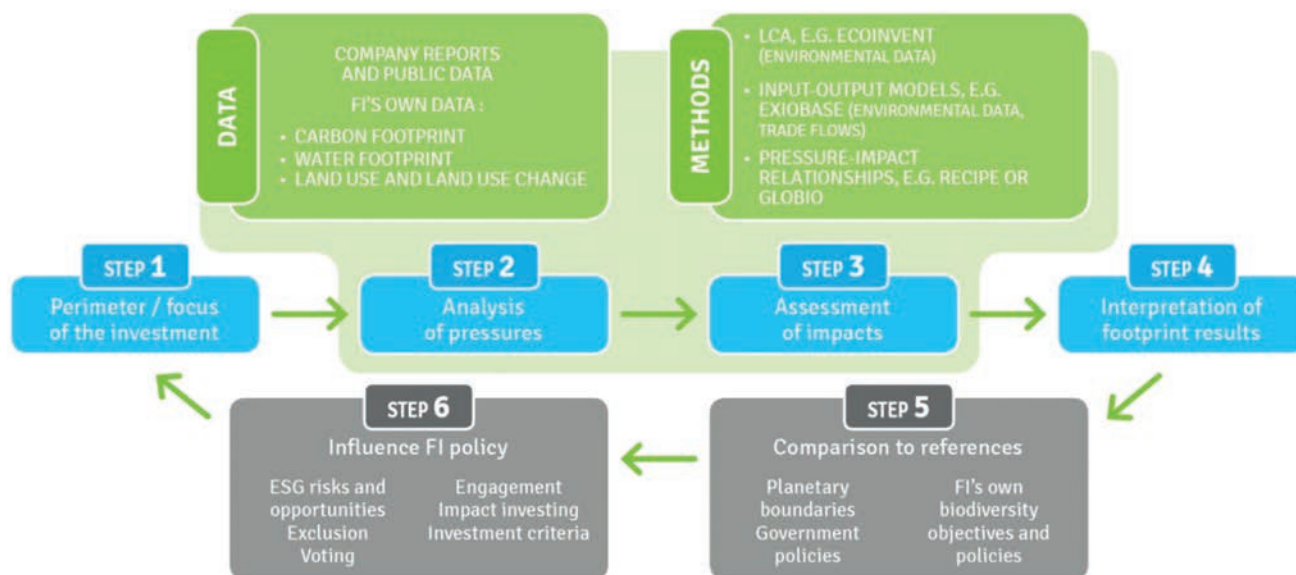 DATA
COMPANY REPORTS
AND PUBLIC DATA
FI'S OWN DATA :
• CARBON FOOTPRINT
• WATER FOOTPRINT
• LAND USE AND LAND USE CHANGE
METHODS
• LCA, E.G. ECOINVENT
(ENVIRONMENTAL DATA)
• INPUT-OUTPUT MODELS, E.G.
EXIOBASE (ENVIRONMENTAL DATA,
TRADE FLOWS)
• PRESSURE-IMPACT
RELATIONSHIPS, E.G. RECIPE OR
GLOBIO
STEP 1
Perimeter / focus
of the investment
STEP 2
Analysis
of pressures
STEP 3
Assessment
of impacts
STEP 4
Interpretation of
footprint results
STEP 5
Comparison to references
Planetary
boundaries
Government
policies
FI's own
biodiversity
objectives and
policies
STEP 6
Influence FI policy
ESG risks and
opportunities
Exclusion
Voting
Engagement
Impact investing
Investment criteria